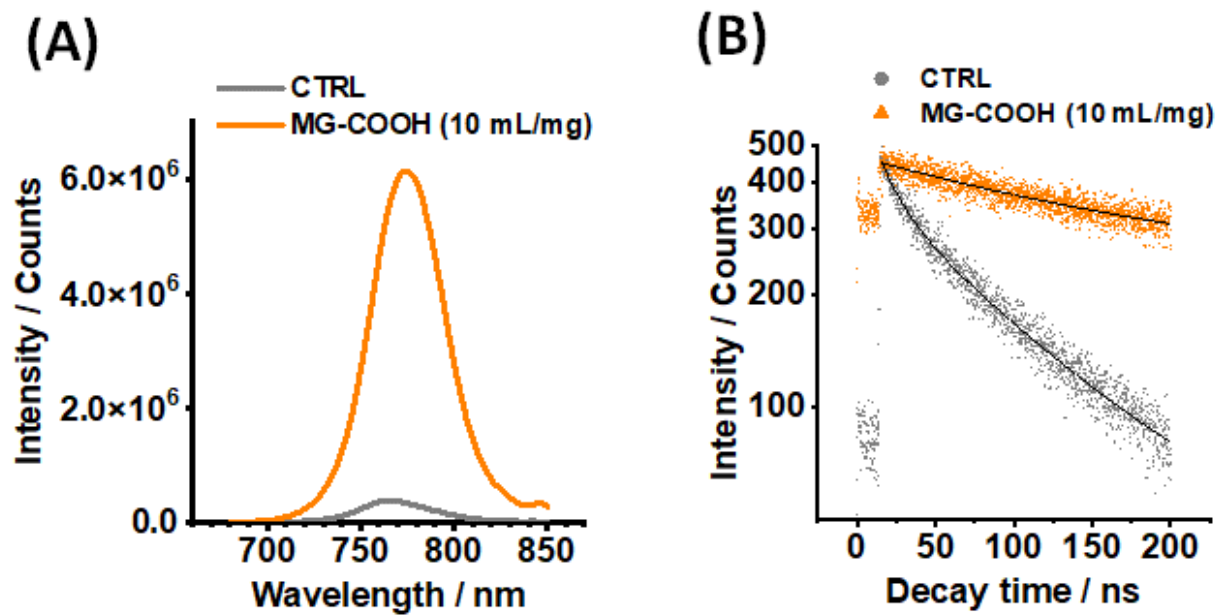 (A)
CTRL
MG-COOH (10 mL/mg)
6.0×10⁶
4.0×10⁶
2.0×10⁶
0.0
Intensity / Counts
700 750 800 850
Wavelength / nm
(B)
CTRL
MG-COOH (10 mL/mg)
500
400
300
200
100
Intensity / Counts
0 50 100 150 200
Decay time / ns